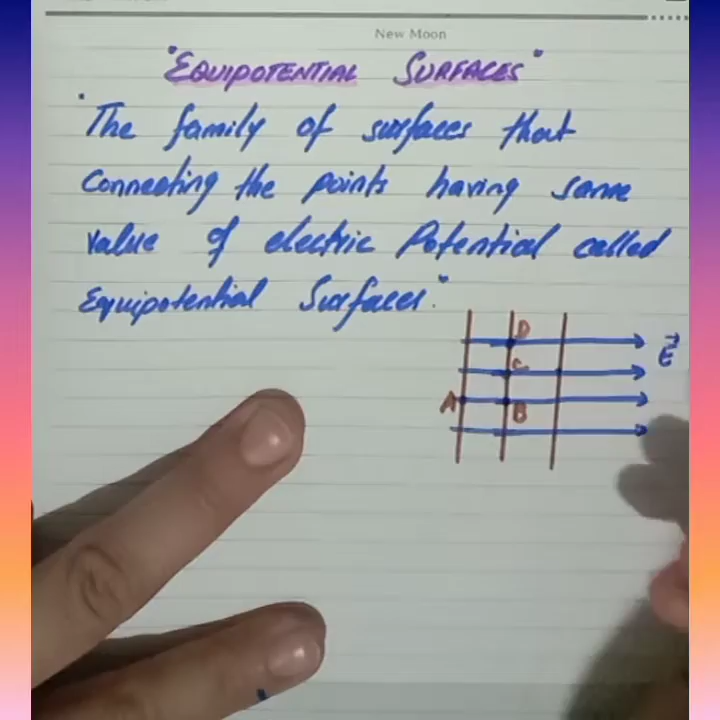 New Moon
"EQUIPOTENTIAL SURFACES"
"The family of surfaces that
connecting the points having same
value of electric Potential called
Equipotential Surfaces."
D
C
E
A
B